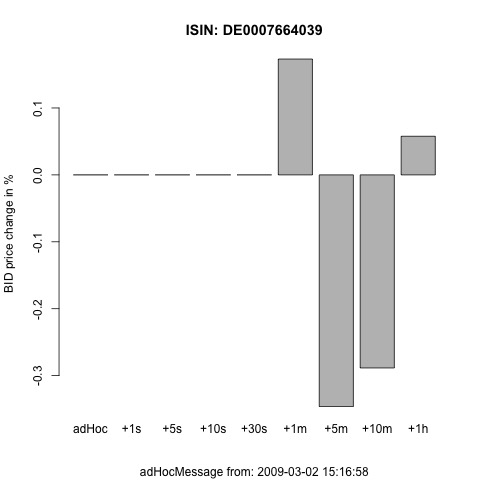 ISIN: DE0007664039
BID price change in %
0.1
0.0
-0.1
-0.2
-0.3
adHoc +1s +5s +10s +30s +1m +5m +10m +1h
adHocMessage from: 2009-03-02 15:16:58